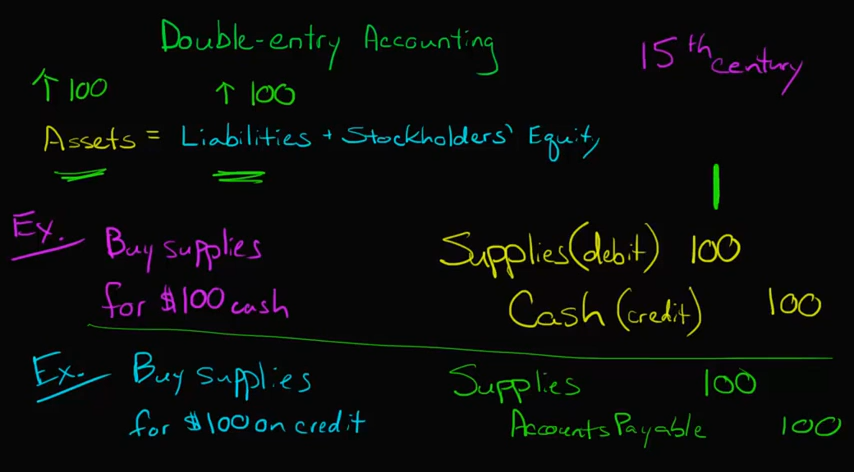 Double-entry Accounting
15th century
↑ 100 ↑ 100
Assets = Liabilities + Stockholders' Equity
Ex. Buy supplies
for $100 cash
Supplies (debit) 100
Cash (credit) 100
Ex. Buy supplies
for $100 on credit
Supplies 100
Accounts Payable 100